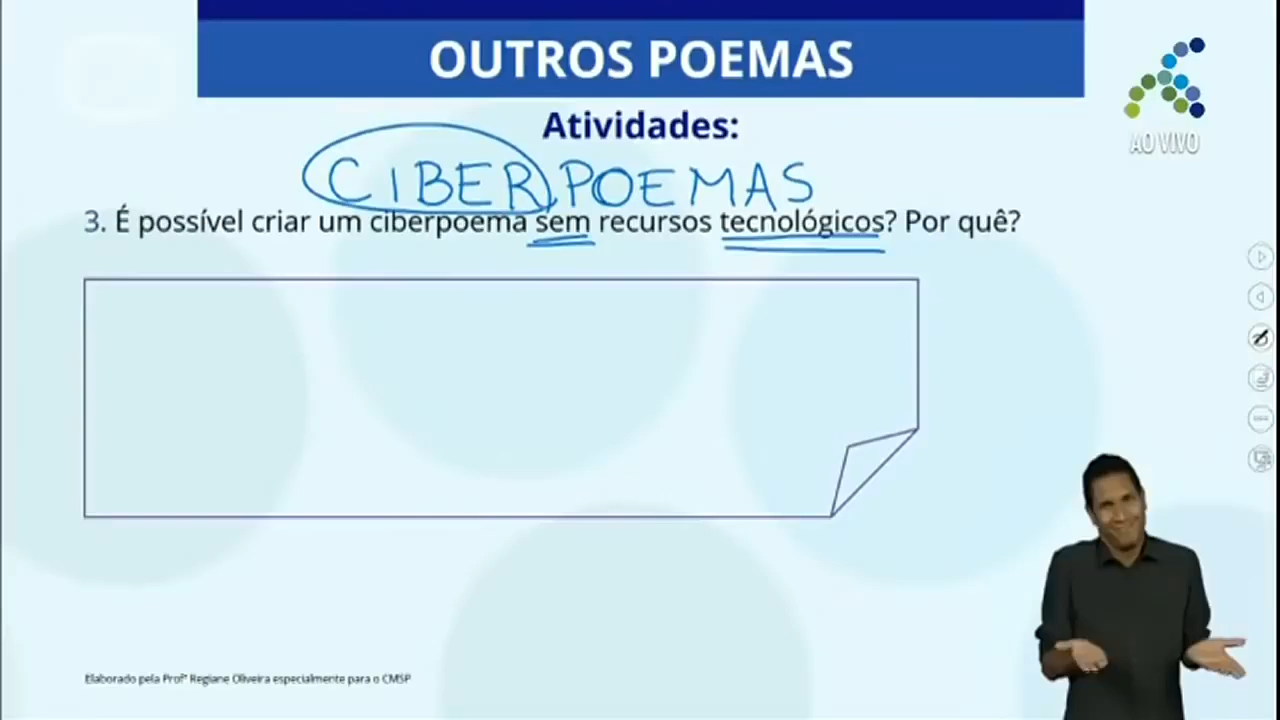 OUTROS POEMAS
AO VIVO
Atividades:
CIBERPOEMAS
3. É possível criar um ciberpoema sem recursos tecnológicos? Por quê?
Elaborado pela Profª Regiane Oliveira especialmente para o CMSP